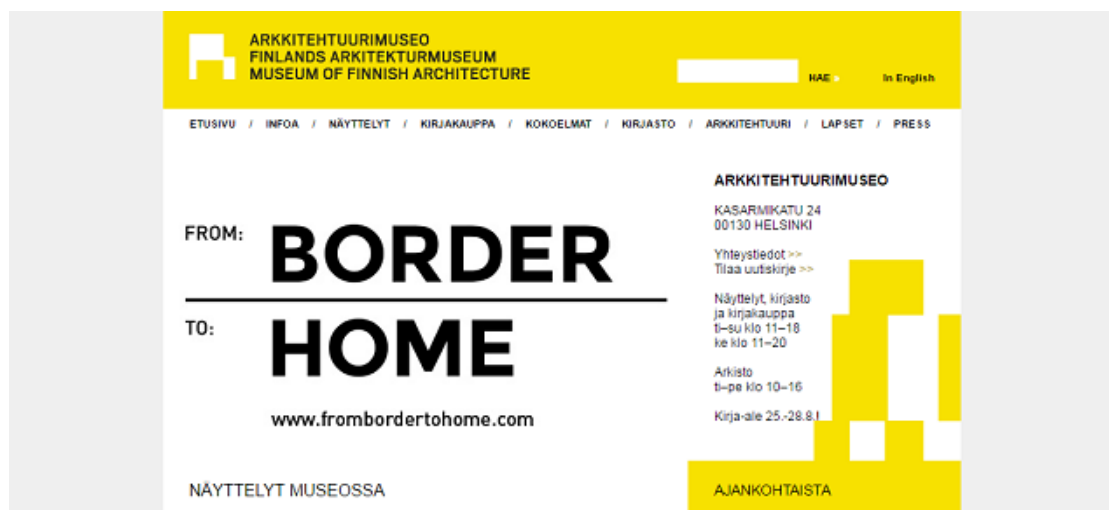 ARKKITEHTUURIMUSEO
FINLANDS ARKITEKTURMUSEUM
MUSEUM OF FINNISH ARCHITECTURE
HAE
In English
ETUSIVU / INFOA / NÄYTTELYT / KIRJAKAUPPA / KOKOELMAT / KIRJASTO / ARKKITEHTUURI / LAPSET / PRESS
FROM: BORDER
TO: HOME
www.frombordertohome.com
NÄYTTELYT MUSEOSSA
ARKKITEHTUURIMUSEO
KASARMIKATU 24
00130 HELSINKI
Yhteystiedot >>
Tilaa uutiskirje >>
Näyttelyt, kirjasto
ja kirjakauppa
ti–su klo 11–18
ke klo 11–20
Arkisto
ti–pe klo 10–16
Kirja-ale 25.-28.8.!
AJANKOHTAISTA